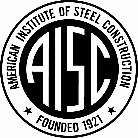 AMERICAN INSTITUTE OF STEEL CONSTRUCTION
AISC
★ FOUNDED 1921 ★